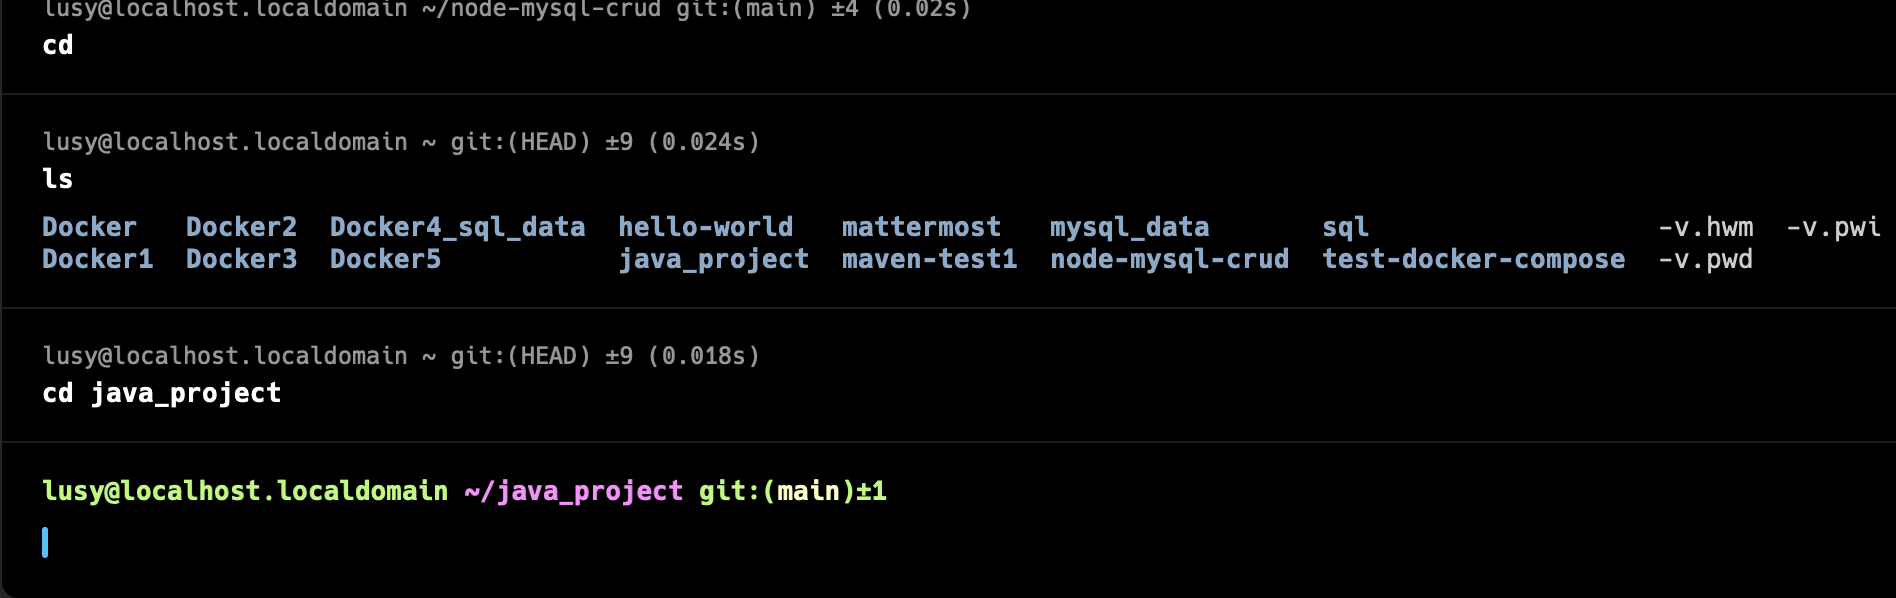 lusy@localhost.localdomain ~/node-mysql-crud git:(main) ±4 (0.02s)
cd
lusy@localhost.localdomain ~ git:(HEAD) ±9 (0.024s)
ls
Docker Docker2 Docker4_sql_data hello-world mattermost mysql_data sql -v.hwm -v.pwi
Docker1 Docker3 Docker5 java_project maven-test1 node-mysql-crud test-docker-compose -v.pwd
lusy@localhost.localdomain ~ git:(HEAD) ±9 (0.018s)
cd java_project
lusy@localhost.localdomain ~/java_project git:(main)±1